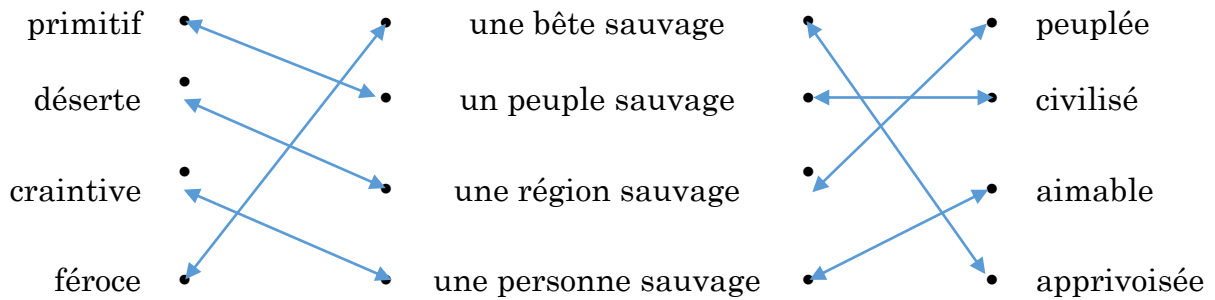 primitif une bête sauvage peuplée
déserte un peuple sauvage civilisé
craintive une région sauvage aimable
féroce une personne sauvage apprivoisée